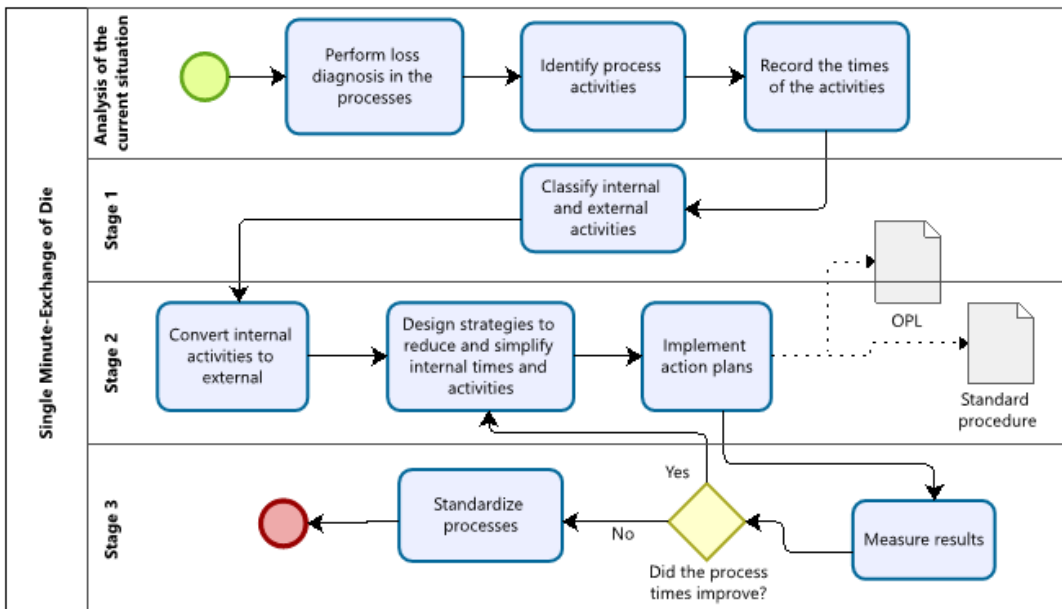 Single Minute-Exchange of Die
Analysis of the
current situation
Perform loss
diagnosis in the
processes
Identify process
activities
Record the times
of the activities
Stage 1
Classify internal
and external
activities
OPL
Stage 2
Convert internal
activities to
external
Design strategies to
reduce and simplify
internal times and
activities
Implement
action plans
Standard
procedure
Stage 3
Standardize
processes
No
Yes
Did the process
times improve?
Measure results